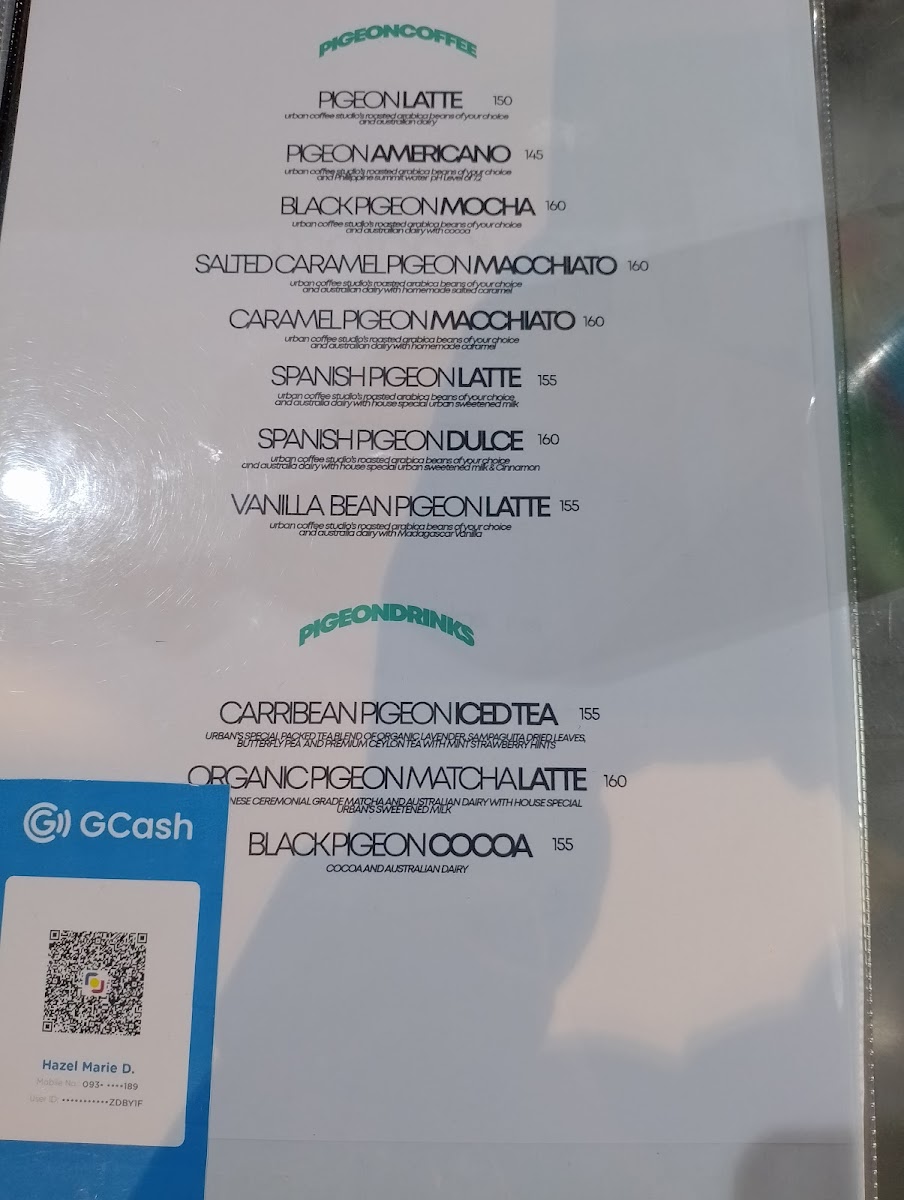 PIGEONCOFFEE
PIGEON LATTE 150
urban coffee studio's roasted arabica beans of your choice
and australian dairy
PIGEON AMERICANO 145
urban coffee studio's roasted arabica beans of your choice
and Philippine summit water pH Level of 7.2
BLACK PIGEON MOCHA 160
urban coffee studio's roasted arabica beans of your choice
and australian dairy with cocoa
SALTED CARAMEL PIGEON MACCHIATO 160
urban coffee studio's roasted arabica beans of your choice
and australian dairy with homemade salted caramel
CARAMEL PIGEON MACCHIATO 160
urban coffee studio's roasted arabica beans of your choice
and australian dairy with homemade caramel
SPANISH PIGEON LATTE 155
urban coffee studio's roasted arabica beans of your choice
and australia dairy with house special urban sweetened milk
SPANISH PIGEON DULCE 160
urban coffee studio's roasted arabica beans of your choice
and australia dairy with house special urban sweetened milk & Cinnamon
VANILLA BEAN PIGEON LATTE 155
urban coffee studio's roasted arabica beans of your choice
and australia dairy with Madagascar Vanilla
PIGEONDRINKS
CARRIBEAN PIGEON ICED TEA 155
URBAN'S SPECIAL PACKED TEA BLEND OF ORGANIC LAVENDER, SAMPAGUITA DRIED LEAVES,
BUTTERFLY PEA AND PREMIUM CEYLON TEA WITH MINT STRAWBERRY HINTS
ORGANIC PIGEON MATCHA LATTE 160
NESE CEREMONIAL GRADE MATCHA AND AUSTRALIAN DAIRY WITH HOUSE SPECIAL
URBAN'S SWEETENED MILK
BLACK PIGEON COCOA 155
COCOA AND AUSTRALIAN DAIRY
GCash
Hazel Marie D.
Mobile No.: 093• ••••189
User ID: •••••••••••ZDBY1F